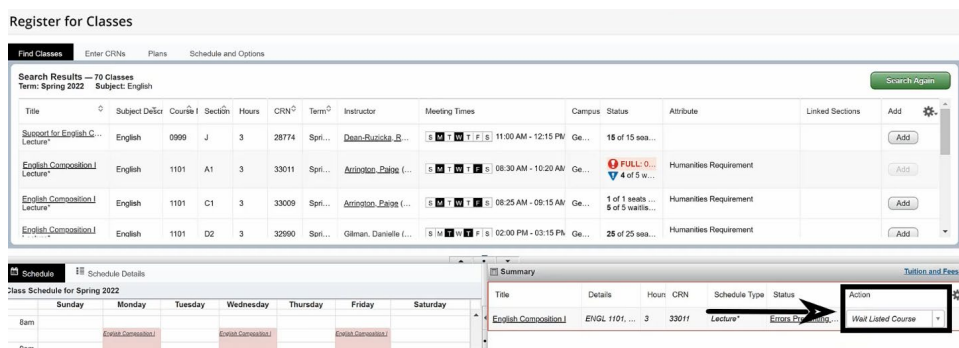 Register for Classes
Find Classes Enter CRNs Plans Schedule and Options
Search Results — 70 Classes
Term: Spring 2022 Subject: English
Search Again
Title Subject Descr Course Section Hours CRN Term Instructor Meeting Times Campus Status Attribute Linked Sections Add
Support for English C... English 0999 J 3 28774 Spri... Dean-Ruzicka, R... S M T W T F S 11:00 AM - 12:15 PM Ge... 15 of 15 sea... Add
Lecture*
English Composition I English 1101 A1 3 33011 Spri... Arrington, Paige (... S M T W T F S 08:30 AM - 10:20 AM Ge... FULL: 0... Humanities Requirement Add
Lecture* 4 of 5 w...
English Composition I English 1101 C1 3 33009 Spri... Arrington, Paige (... S M T W T F S 08:25 AM - 09:15 AM Ge... 1 of 1 seats ... Humanities Requirement Add
Lecture* 5 of 5 waitlis...
English Composition I English 1101 D2 3 32990 Spri... Gilman, Danielle (... S M T W T F S 02:00 PM - 03:15 PM Ge... 25 of 25 sea... Humanities Requirement Add
Schedule Schedule Details
Class Schedule for Spring 2022
Sunday Monday Tuesday Wednesday Thursday Friday Saturday
8am
English Composition I English Composition I English Composition I
9am
Summary Tuition and Fees
Title Details Hours CRN Schedule Type Status Action
English Composition I ENGL 1101, ... 3 33011 Lecture* Errors Wait Listed Course